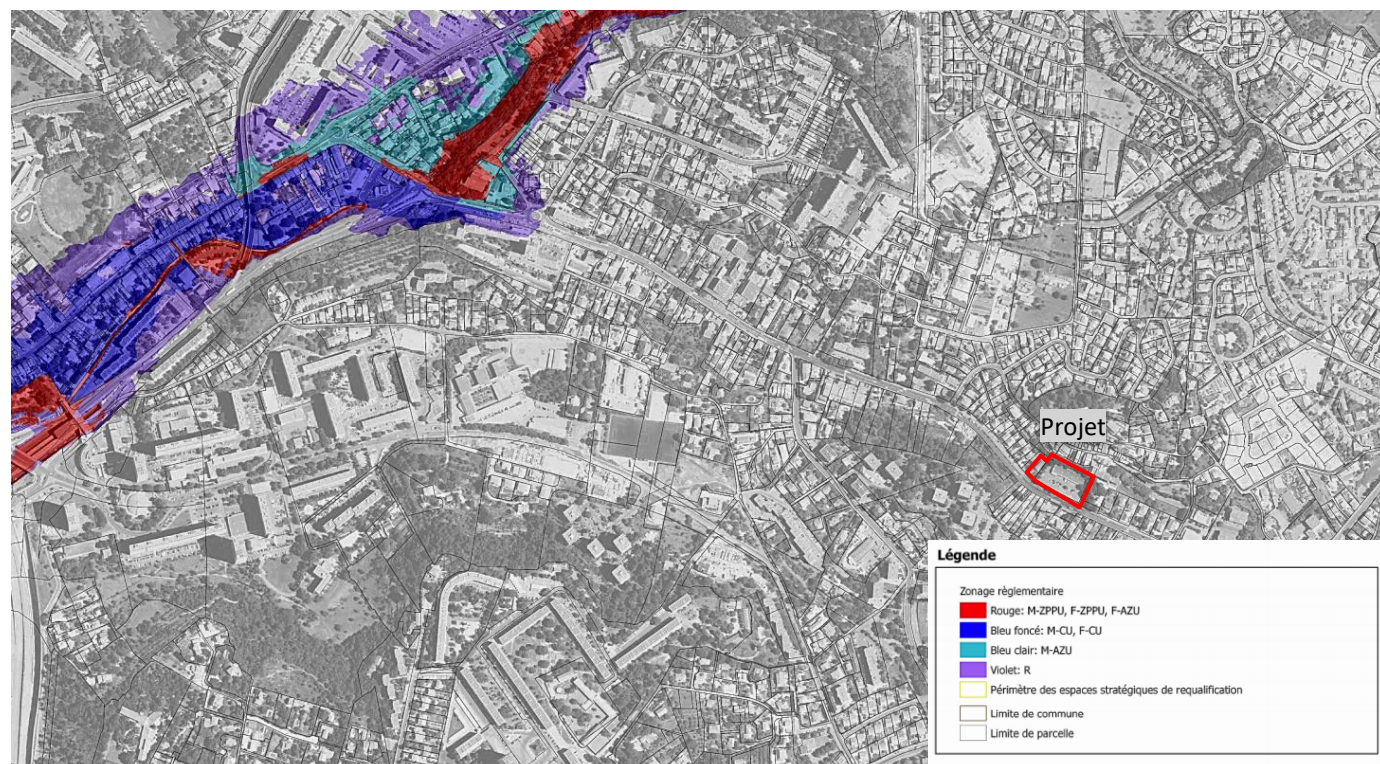 Projet
Légende
Zonage règlementaire
Rouge: M-ZPPU, F-ZPPU, F-AZU
Bleu foncé: M-CU, F-CU
Bleu clair: M-AZU
Violet: R
Périmètre des espaces stratégiques de requalification
Limite de commune
Limite de parcelle